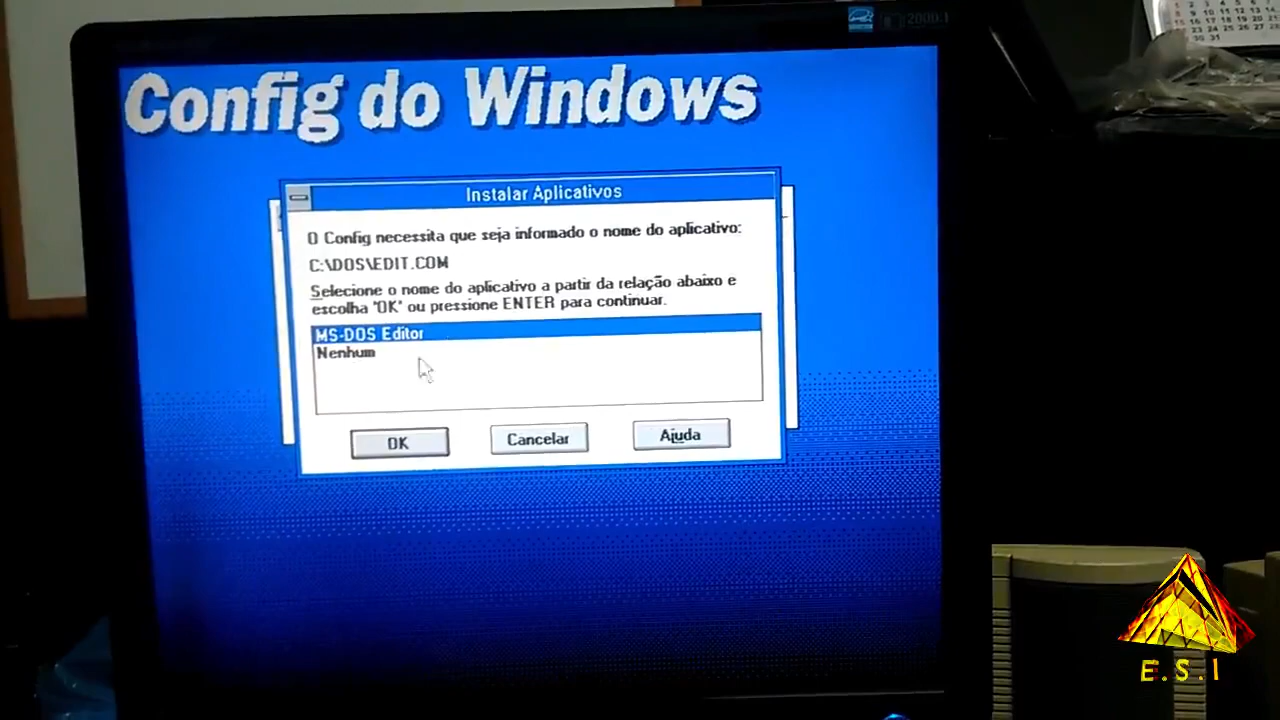 2000:1
Config do Windows
Instalar Aplicativos
O Config necessita que seja informado o nome do aplicativo:
C:\DOS\EDIT.COM
Selecione o nome do aplicativo a partir da relação abaixo e
escolha "OK" ou pressione ENTER para continuar.
MS-DOS Editor
Nenhum
OK
Cancelar
Ajuda
E.S.I